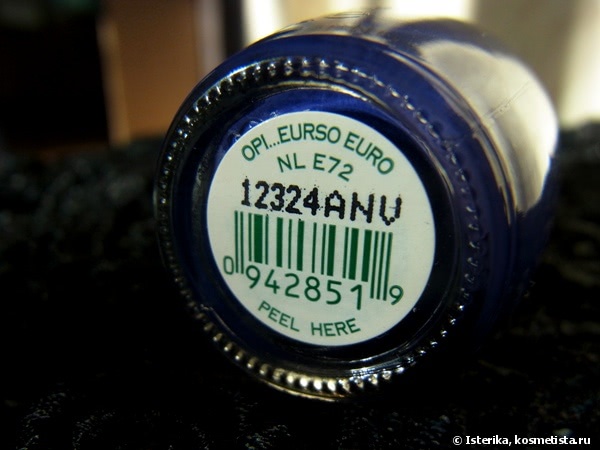 OPI...EURSO EURO
NL E72
12324ANV
0 942851 9
PEEL HERE
© Isterika, kosmetista.ru